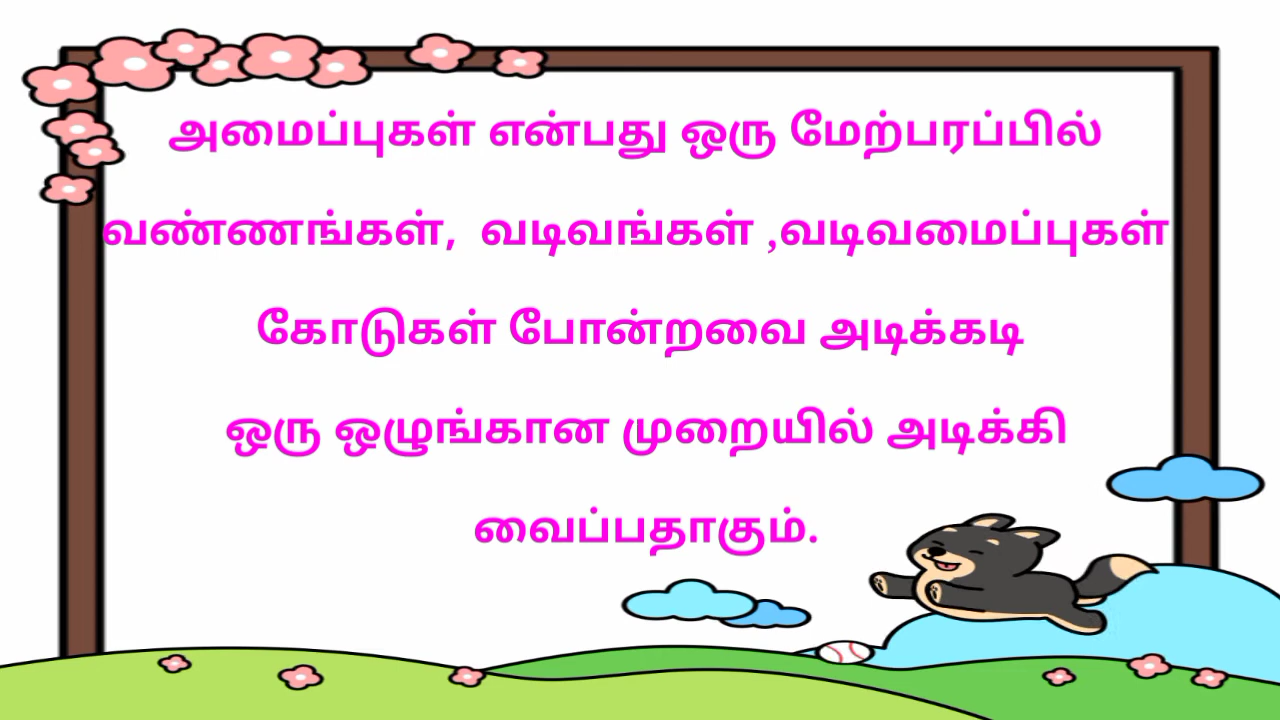 அமைப்புகள் என்பது ஒரு மேற்பரப்பில்
வண்ணங்கள்,  வடிவங்கள் ,வடிவமைப்புகள்
கோடுகள் போன்றவை அடிக்கடி
ஒரு ஒழுங்கான முறையில் அடிக்கி
வைப்பதாகும்.